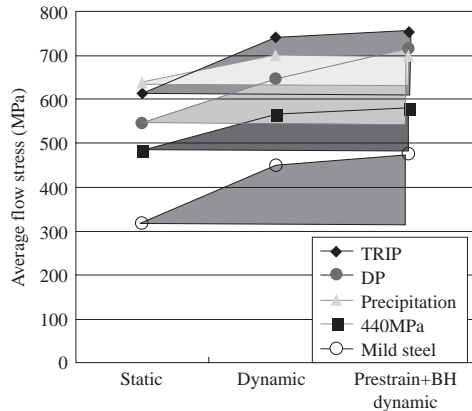 800
700
600
500
400
300
200
100
0
Average flow stress (MPa)
TRIP
DP
Precipitation
440MPa
Mild steel
Static
Dynamic
Prestrain+BH
dynamic